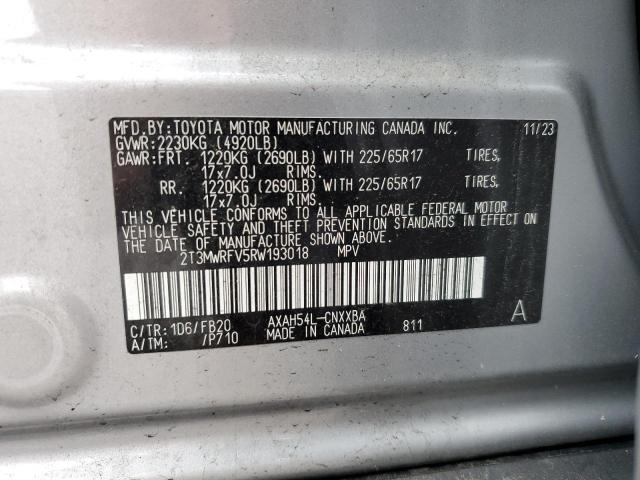 MFD.BY:TOYOTA MOTOR MANUFACTURING CANADA INC. 11/23
GVWR:2230KG (4920LB)
GAWR:FRT. 1220KG (2690LB) WITH 225/65R17 TIRES,
17x7.0J RIMS.
RR. 1220KG (2690LB) WITH 225/65R17 TIRES,
17x7.0J RIMS.
THIS VEHICLE CONFORMS TO ALL APPLICABLE FEDERAL MOTOR
VEHICLE SAFETY AND THEFT PREVENTION STANDARDS IN EFFECT
ON THE DATE OF MANUFACTURE SHOWN ABOVE.
2T3MWRFV5RW193018 MPV
C/TR:1D6/FB20 AXAH54L-CNXXBA A
A/TM: /P710 MADE IN CANADA 811